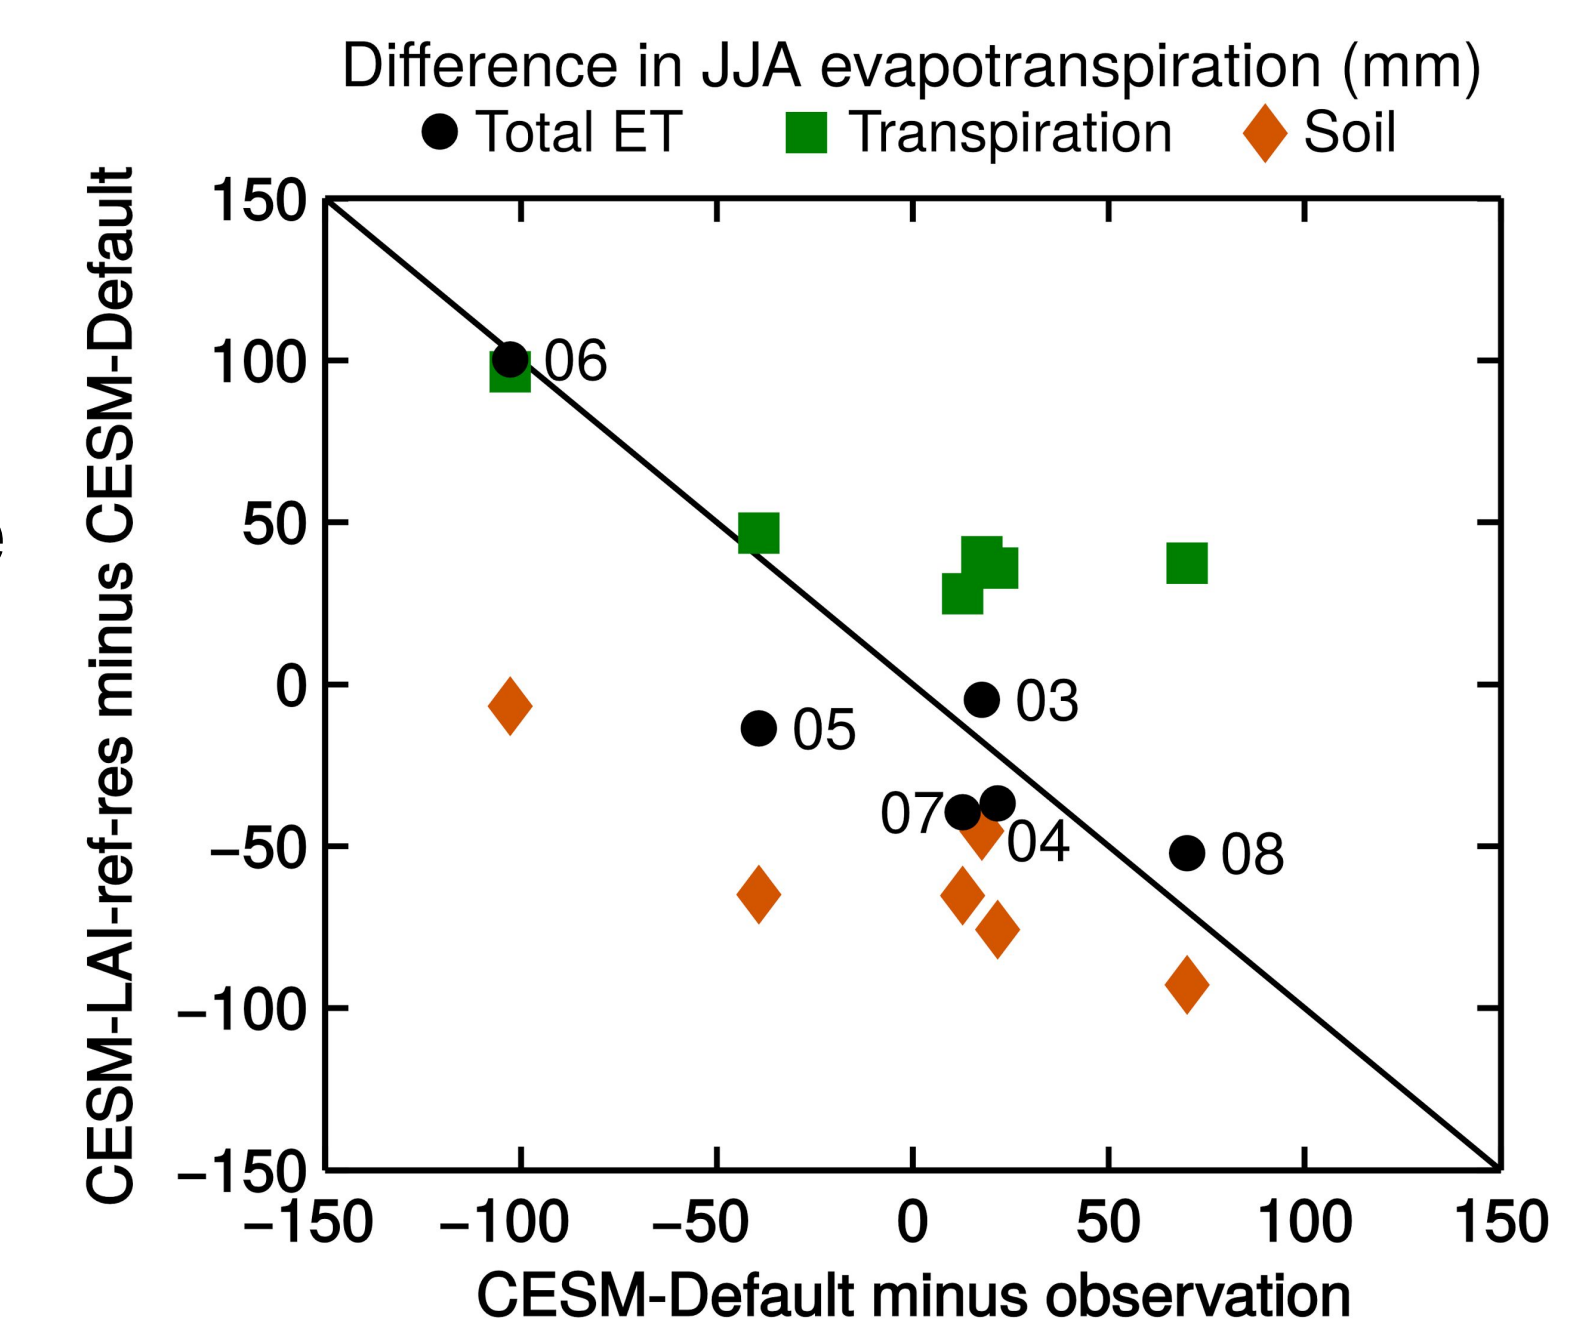 Difference in JJA evapotranspiration (mm)
Total ET Transpiration Soil
CESM-LAI-ref-res minus CESM-Default
150
100
50
0
−50
−100
−150
06
05
03
07
04
08
−150 −100 −50 0 50 100 150
CESM-Default minus observation